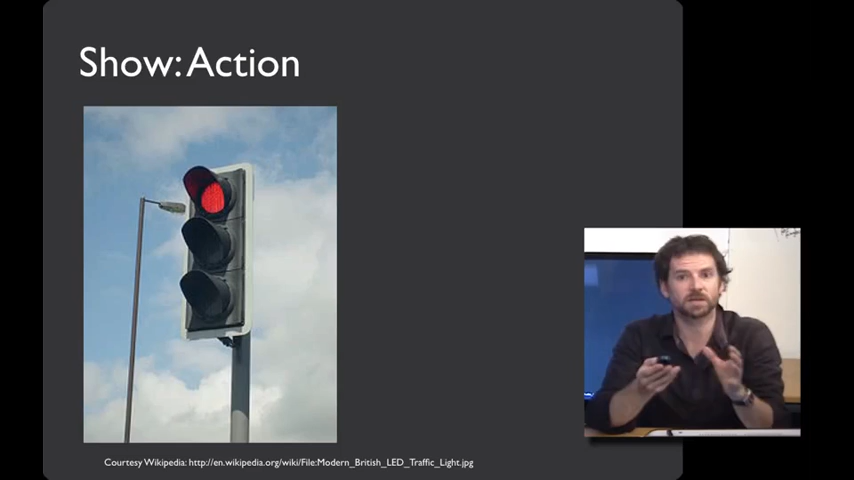 Show: Action
Courtesy Wikipedia: http://en.wikipedia.org/wiki/File:Modern_British_LED_Traffic_Light.jpg